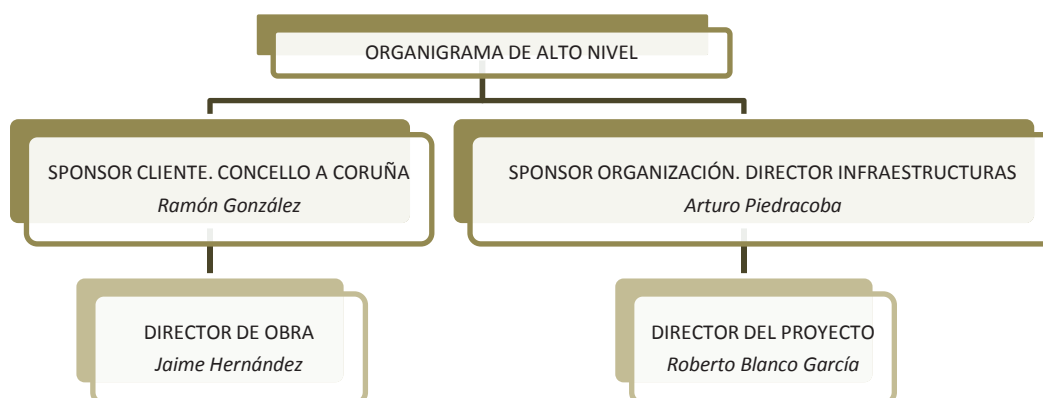 ORGANIGRAMA DE ALTO NIVEL
SPONSOR CLIENTE. CONCELLO A CORUÑA
Ramón González
SPONSOR ORGANIZACIÓN. DIRECTOR INFRAESTRUCTURAS
Arturo Piedracoba
DIRECTOR DE OBRA
Jaime Hernández
DIRECTOR DEL PROYECTO
Roberto Blanco García